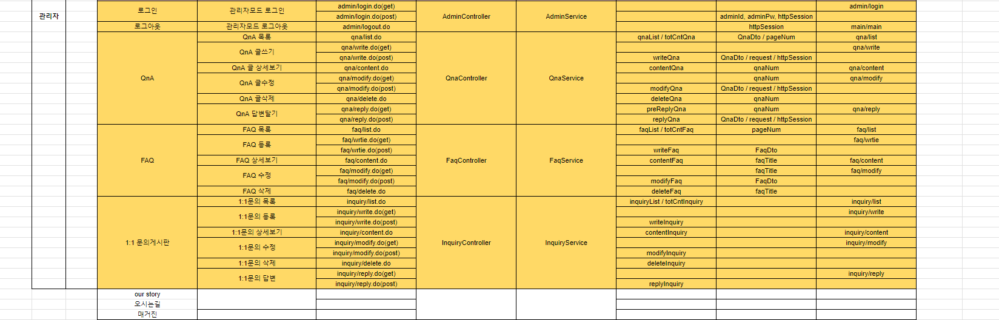 admin/login.do(get) admin/login
관리자 로그인 관리자모드 로그인 AdminController AdminService
admin/login.do(post) adminId, adminPw, httpSession
로그아웃 관리자모드 로그아웃 admin/logout.do httpSession main/main
QnA 목록 qna/list.do qnaList / totCntQna QnaDto / pageNum qna/list
QnA 글쓰기 qna/write.do(get) qna/write
qna/write.do(post) writeQna QnaDto / request / httpSession
QnA 글 상세보기 qna/content.do contentQna qnaNum qna/content
QnA QnA 글수정 qna/modify.do(get) QnaController QnaService qnaNum qna/modify
qna/modify.do(post) modifyQna QnaDto / request / httpSession
QnA 글삭제 qna/delete.do deleteQna qnaNum
QnA 답변달기 qna/reply.do(get) preReplyQna qnaNum qna/reply
qna/reply.do(post) replyQna QnaDto / request / httpSession
FAQ 목록 faq/list.do faqList / totCntFaq pageNum faq/list
FAQ 등록 faq/wrtie.do(get) faq/wrtie
faq/wrtie.do(post) writeFaq FaqDto
FAQ FAQ 상세보기 faq/content.do FaqController FaqService contentFaq faqTitle faq/content
FAQ 수정 faq/modify.do(get) faqTitle faq/modify
faq/modify.do(post) modifyFaq FaqDto
FAQ 삭제 faq/delete.do deleteFaq faqTitle
1:1문의 목록 inquiry/list.do inquiryList / totCntInquiry inquiry/list
1:1문의 등록 inquiry/write.do(get) inquiry/write
inquiry/write.do(post) writeInquiry
1:1문의 상세보기 inquiry/content.do contentInquiry inquiry/content
1:1 문의게시판 1:1문의 수정 inquiry/modify.do(get) InquiryController InquiryService inquiry/modify
inquiry/modify.do(post) modifyInquiry
1:1문의 삭제 inquiry/delete.do deleteInquiry
1:1문의 답변 inquiry/reply.do(get) inquiry/reply
inquiry/reply.do(post) replyInquiry
our story
오시는길
매거진